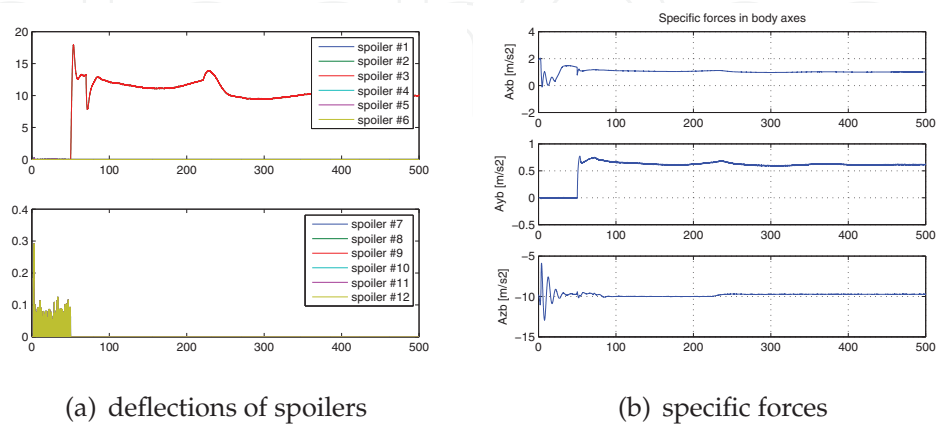 20
15
10
5
0
0 100 200 300 400 500
spoiler #1
spoiler #2
spoiler #3
spoiler #4
spoiler #5
spoiler #6
0.4
0.3
0.2
0.1
0
0 100 200 300 400 500
spoiler #7
spoiler #8
spoiler #9
spoiler #10
spoiler #11
spoiler #12
(a) deflections of spoilers
Specific forces in body axes
Axb [m/s2]
4
2
0
−2
0 100 200 300 400 500
Ayb [m/s2]
1
0.5
0
−0.5
0 100 200 300 400 500
Azb [m/s2]
−5
−10
−15
0 100 200 300 400 500
(b) specific forces